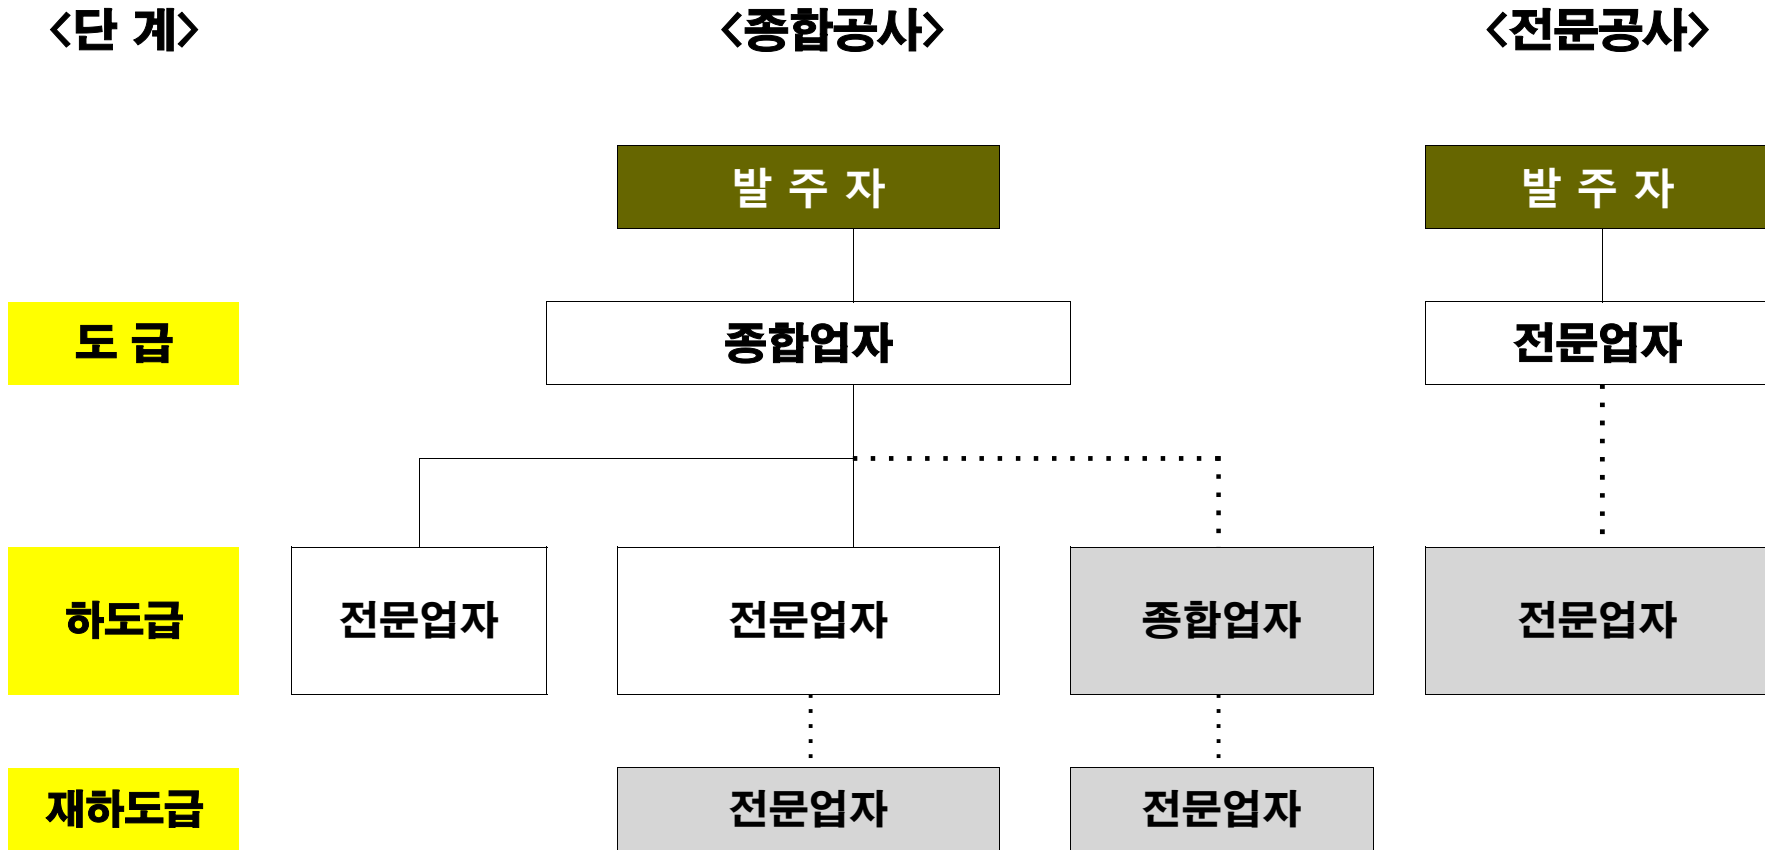 <단 계> <종합공사> <전문공사>
발 주 자 발 주 자
도 급 종합업자 전문업자
하도급 전문업자 전문업자 종합업자 전문업자
재하도급 전문업자 전문업자